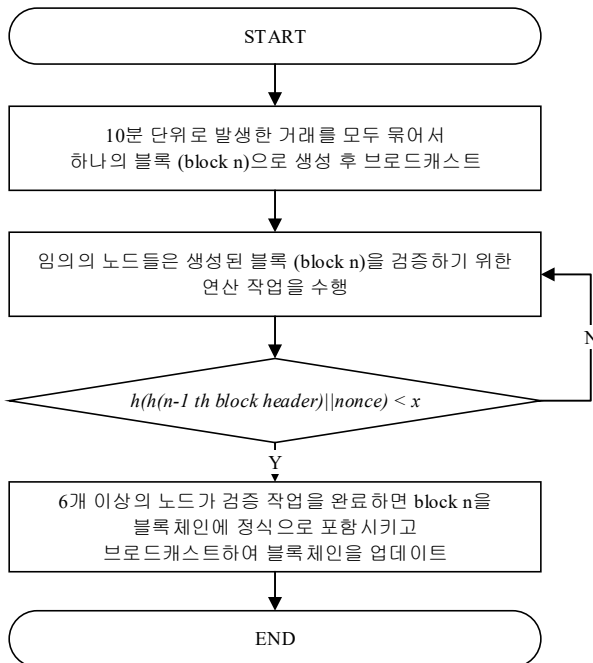 START
10분 단위로 발생한 거래를 모두 묶어서
하나의 블록 (block n)으로 생성 후 브로드캐스트
임의의 노드들은 생성된 블록 (block n)을 검증하기 위한
연산 작업을 수행
N
h(h(n-1 th block header)||nonce) < x
Y
6개 이상의 노드가 검증 작업을 완료하면 block n을
블록체인에 정식으로 포함시키고
브로드캐스트하여 블록체인을 업데이트
END